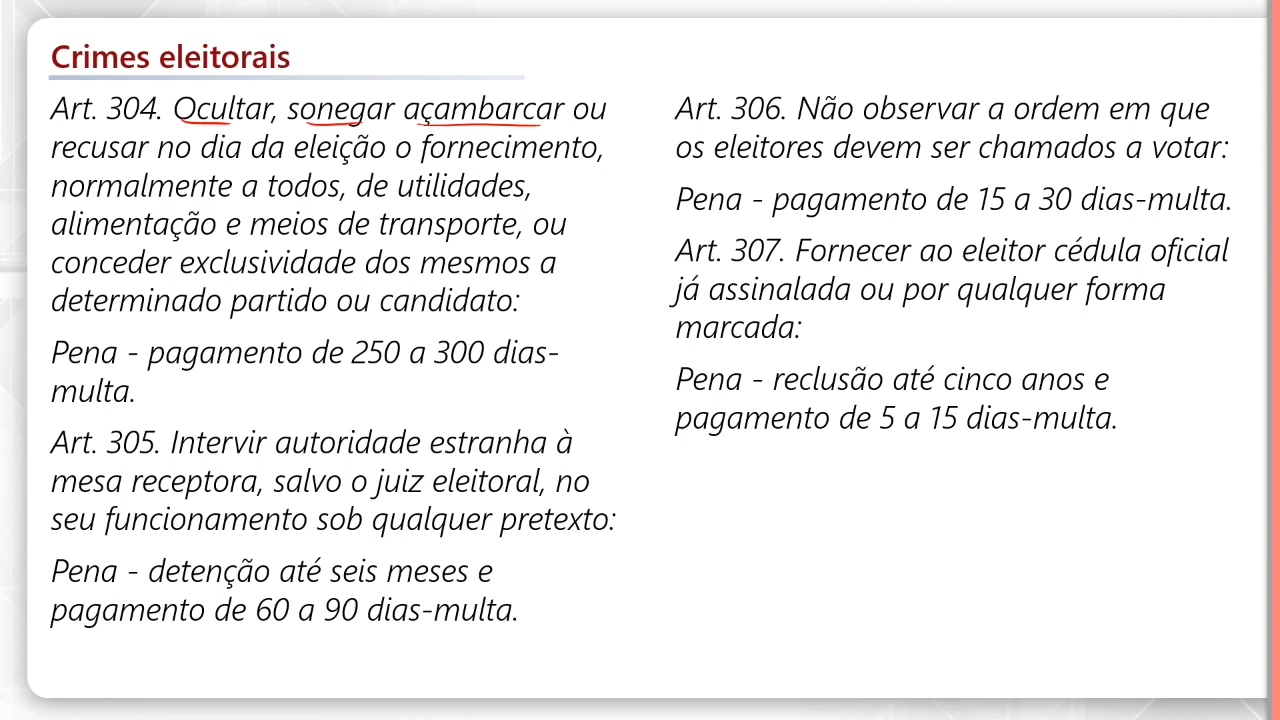 Crimes eleitorais
Art. 304. Ocultar, sonegar açambarcar ou
recusar no dia da eleição o fornecimento,
normalmente a todos, de utilidades,
alimentação e meios de transporte, ou
conceder exclusividade dos mesmos a
determinado partido ou candidato:
Pena - pagamento de 250 a 300 dias-
multa.
Art. 305. Intervir autoridade estranha à
mesa receptora, salvo o juiz eleitoral, no
seu funcionamento sob qualquer pretexto:
Pena - detenção até seis meses e
pagamento de 60 a 90 dias-multa.
Art. 306. Não observar a ordem em que
os eleitores devem ser chamados a votar:
Pena - pagamento de 15 a 30 dias-multa.
Art. 307. Fornecer ao eleitor cédula oficial
já assinalada ou por qualquer forma
marcada:
Pena - reclusão até cinco anos e
pagamento de 5 a 15 dias-multa.